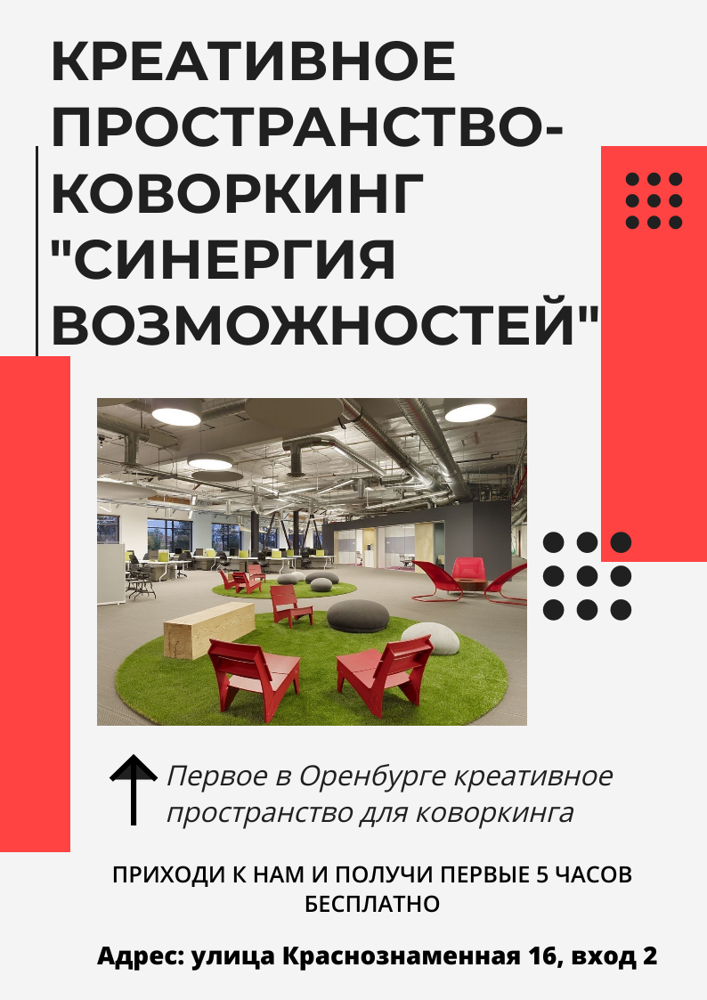 КРЕАТИВНОЕ
ПРОСТРАНСТВО-
КОВОРКИНГ
"СИНЕРГИЯ
ВОЗМОЖНОСТЕЙ"
Первое в Оренбурге креативное
пространство для коворкинга
ПРИХОДИ К НАМ И ПОЛУЧИ ПЕРВЫЕ 5 ЧАСОВ
БЕСПЛАТНО
Адрес: улица Краснознаменная 16, вход 2